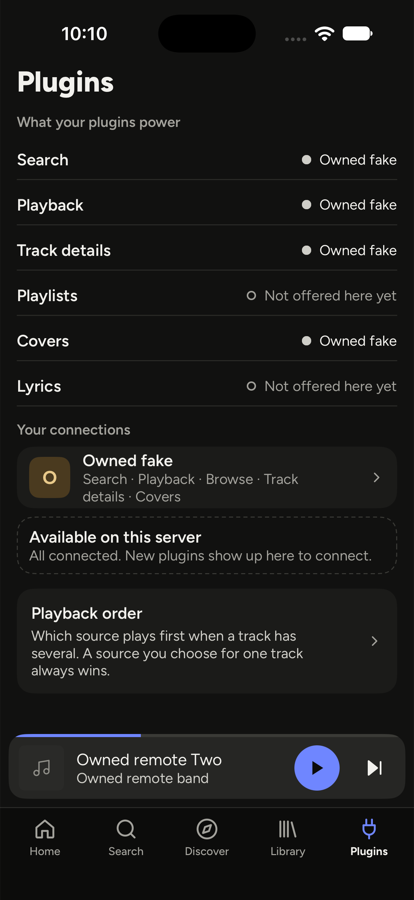 10:10
Plugins
What your plugins power
Search
Owned fake
Playback
Owned fake
Track details
Owned fake
Playlists
Not offered here yet
Covers
Owned fake
Lyrics
Not offered here yet
Your connections
O
Owned fake
Search · Playback · Browse · Track
details · Covers
Available on this server
All connected. New plugins show up here to connect.
Playback order
Which source plays first when a track has
several. A source you choose for one track
always wins.
Owned remote Two
Owned remote band
Home
Search
Discover
Library
Plugins